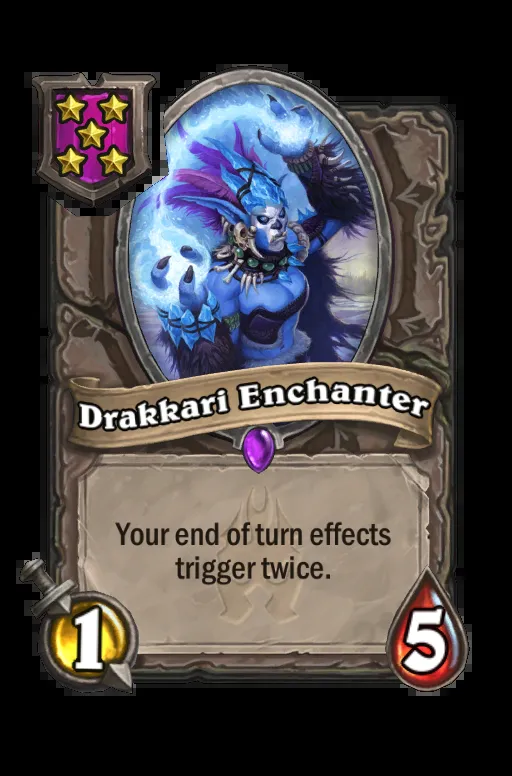 Drakkari Enchanter
Your end of turn effects
trigger twice.
1
5